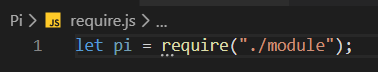 Pi > JS require.js > ...
1 let pi = require("./module");